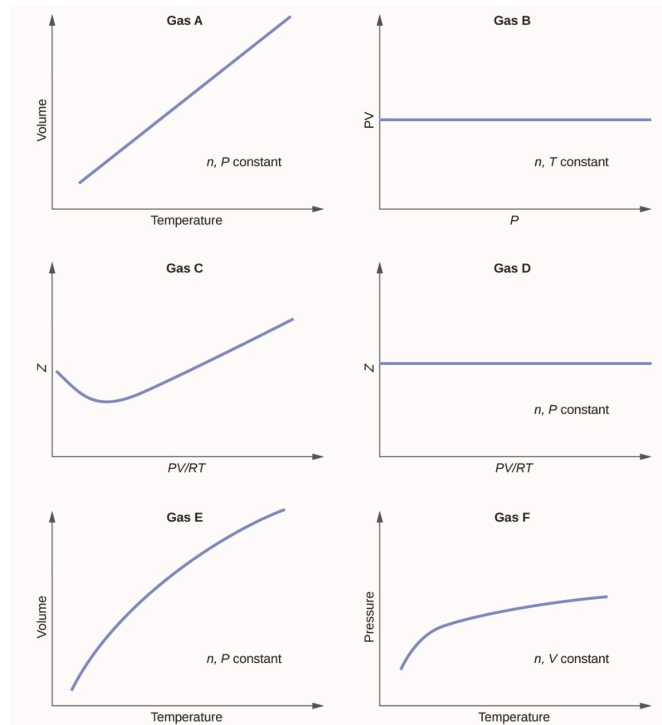 Gas A
Volume
n, P constant
Temperature
Gas B
PV
n, T constant
P
Gas C
Z
PV/RT
Gas D
Z
n, P constant
PV/RT
Gas E
Volume
n, P constant
Temperature
Gas F
Pressure
n, V constant
Temperature